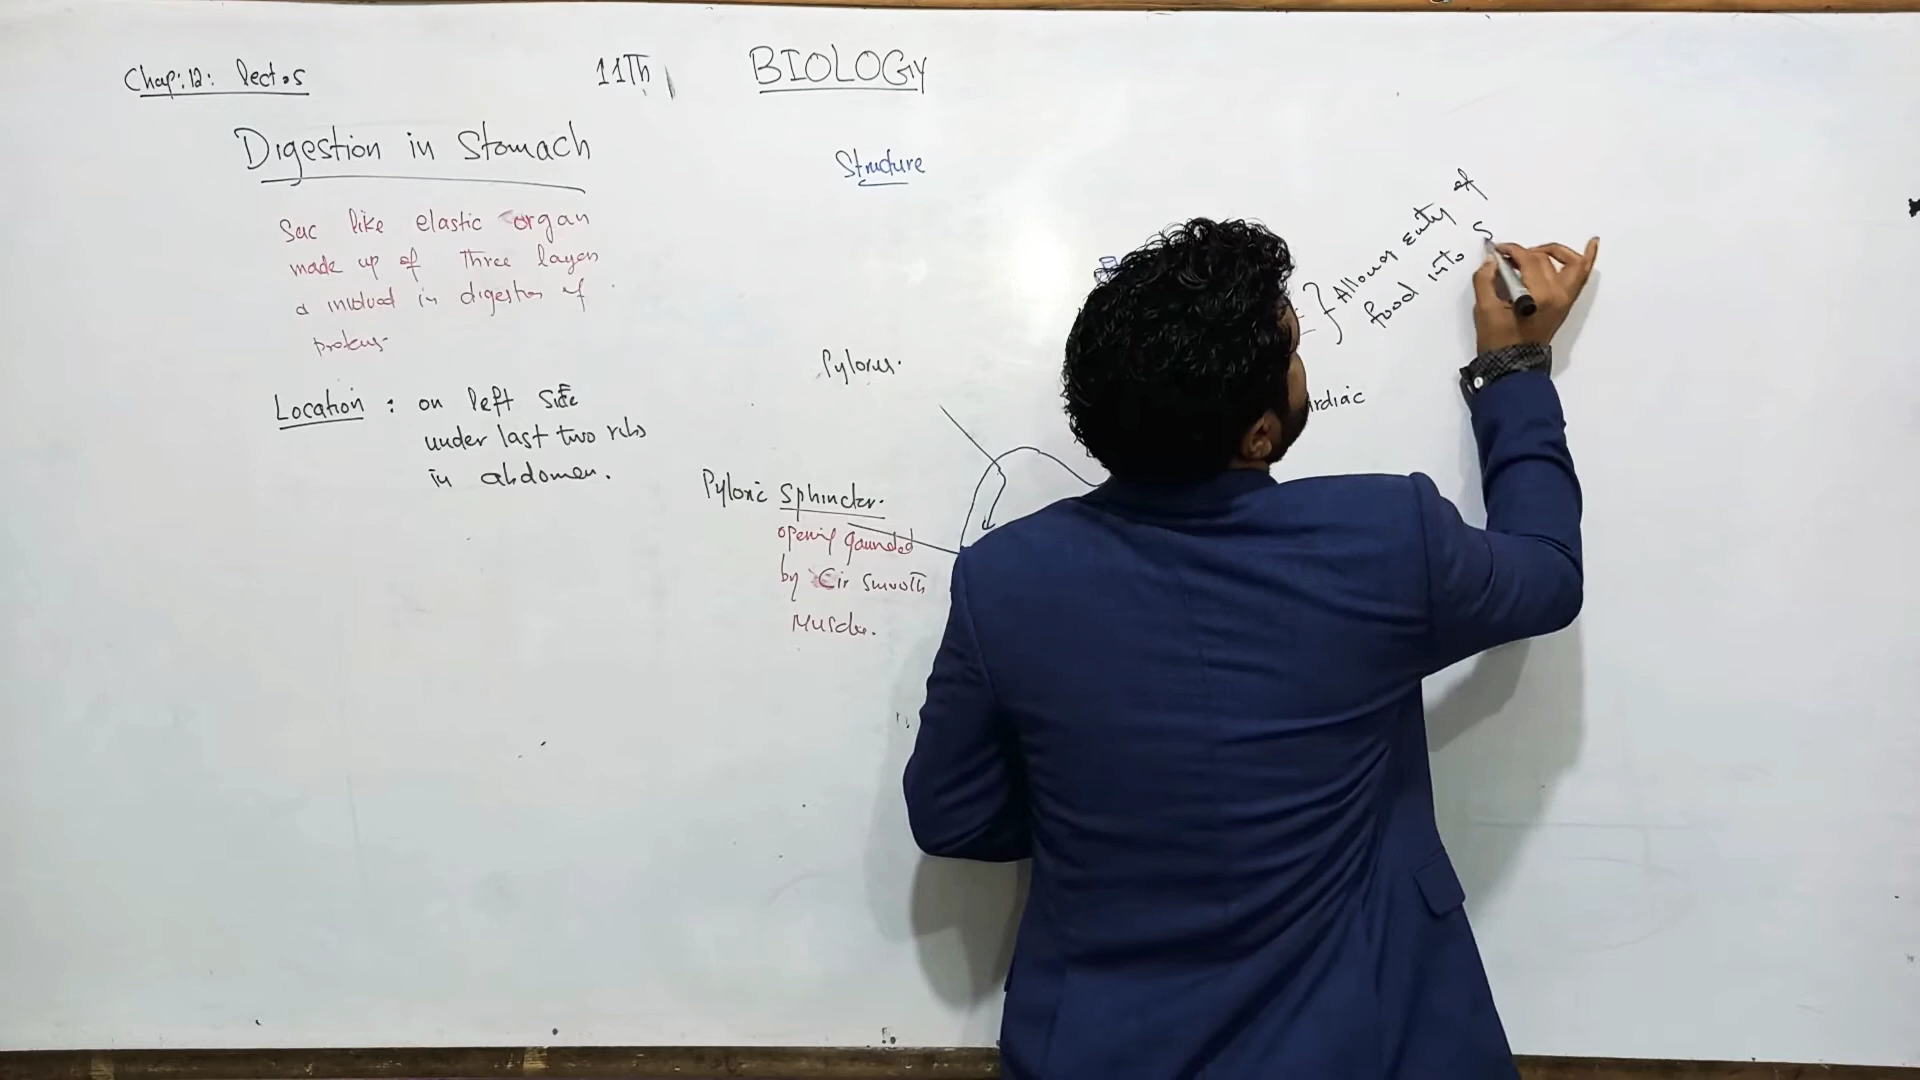 Chap:12: lect.5
11Th
BIOLOGY
Digestion in Stomach
Sac like elastic organ
made up of Three layers
& involved in digestion of
proteins.
Location : on left Side
under last two ribs
in abdomen.
Structure
Pylorus.
Pyloric Sphincter.
opening guarded
by Cir smooth
Muscles.
Allows Entry of
food into S
rdiac